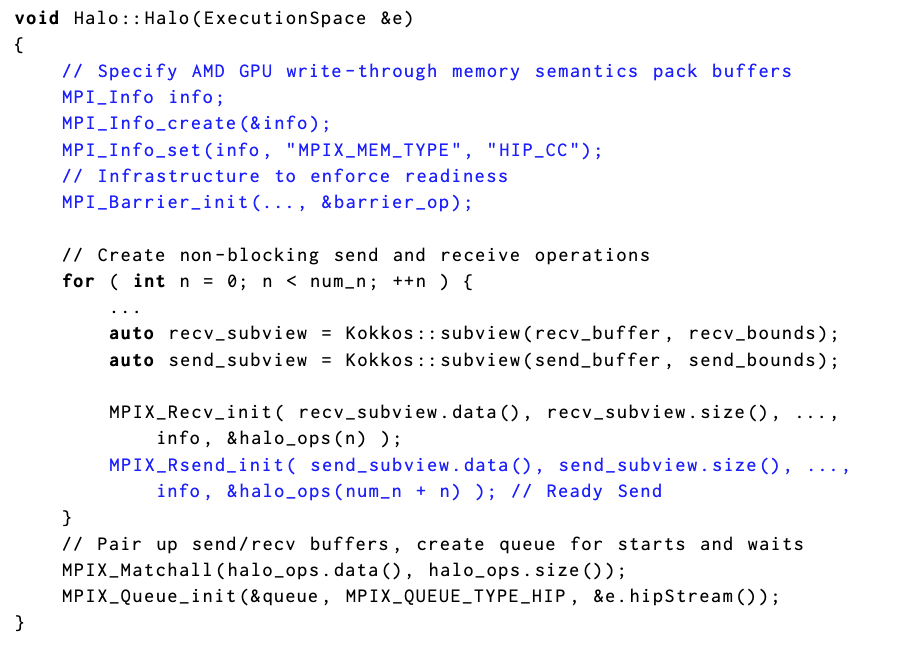 void Halo::Halo(ExecutionSpace &e)
{
    // Specify AMD GPU write-through memory semantics pack buffers
    MPI_Info info;
    MPI_Info_create(&info);
    MPI_Info_set(info, "MPIX_MEM_TYPE", "HIP_CC");
    // Infrastructure to enforce readiness
    MPI_Barrier_init(..., &barrier_op);

    // Create non-blocking send and receive operations
    for ( int n = 0; n < num_n; ++n ) {
        ...
        auto recv_subview = Kokkos::subview(recv_buffer, recv_bounds);
        auto send_subview = Kokkos::subview(send_buffer, send_bounds);

        MPIX_Recv_init( recv_subview.data(), recv_subview.size(), ...,
            info, &halo_ops(n) );
        MPIX_Rsend_init( send_subview.data(), send_subview.size(), ...,
            info, &halo_ops(num_n + n) ); // Ready Send
    }
    // Pair up send/recv buffers, create queue for starts and waits
    MPIX_Matchall(halo_ops.data(), halo_ops.size());
    MPIX_Queue_init(&queue, MPIX_QUEUE_TYPE_HIP, &e.hipStream());
}